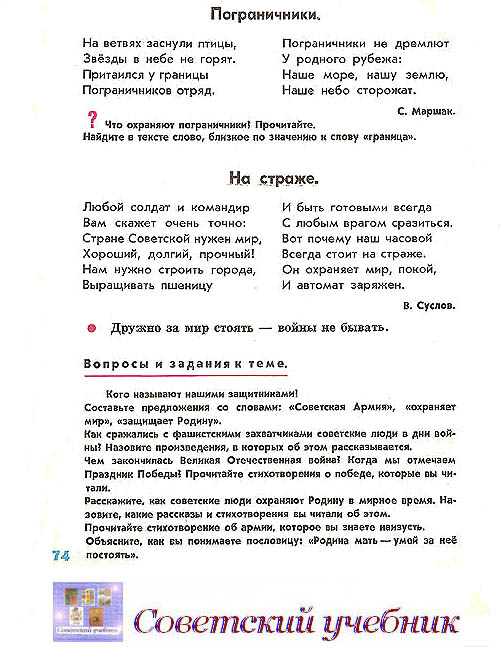 Пограничники.
На ветвях заснули птицы,
Звёзды в небе не горят.
Притаился у границы
Пограничников отряд.
Пограничники не дремлют
У родного рубежа:
Наше море, нашу землю,
Наше небо сторожат.
С. Маршак.
? Что охраняют пограничники? Прочитайте.
Найдите в тексте слово, близкое по значению к слову «граница».
На страже.
Любой солдат и командир
Вам скажет очень точно:
Стране Советской нужен мир,
Хороший, долгий, прочный!
Нам нужно строить города,
Выращивать пшеницу
И быть готовыми всегда
С любым врагом сразиться.
Вот почему наш часовой
Всегда стоит на страже.
Он охраняет мир, покой,
И автомат заряжен.
В. Суслов.
● Дружно за мир стоять — войны не бывать.
Вопросы и задания к теме.
Кого называют нашими защитниками?
Составьте предложения со словами: «Советская Армия», «охраняет
мир», «защищает Родину».
Как сражались с фашистскими захватчиками советские люди в дни вой-
ны? Назовите произведения, в которых об этом рассказывается.
Чем закончилась Великая Отечественная война? Когда мы отмечаем
Праздник Победы? Прочитайте стихотворения о победе, которые вы чи-
тали.
Расскажите, как советские люди охраняют Родину в мирное время. На-
зовите, какие рассказы и стихотворения вы читали об этом.
Прочитайте стихотворение об армии, которое вы знаете наизусть.
Объясните, как вы понимаете пословицу: «Родина мать — умей за неё
постоять».
74
Советский учебник
Советский учебник